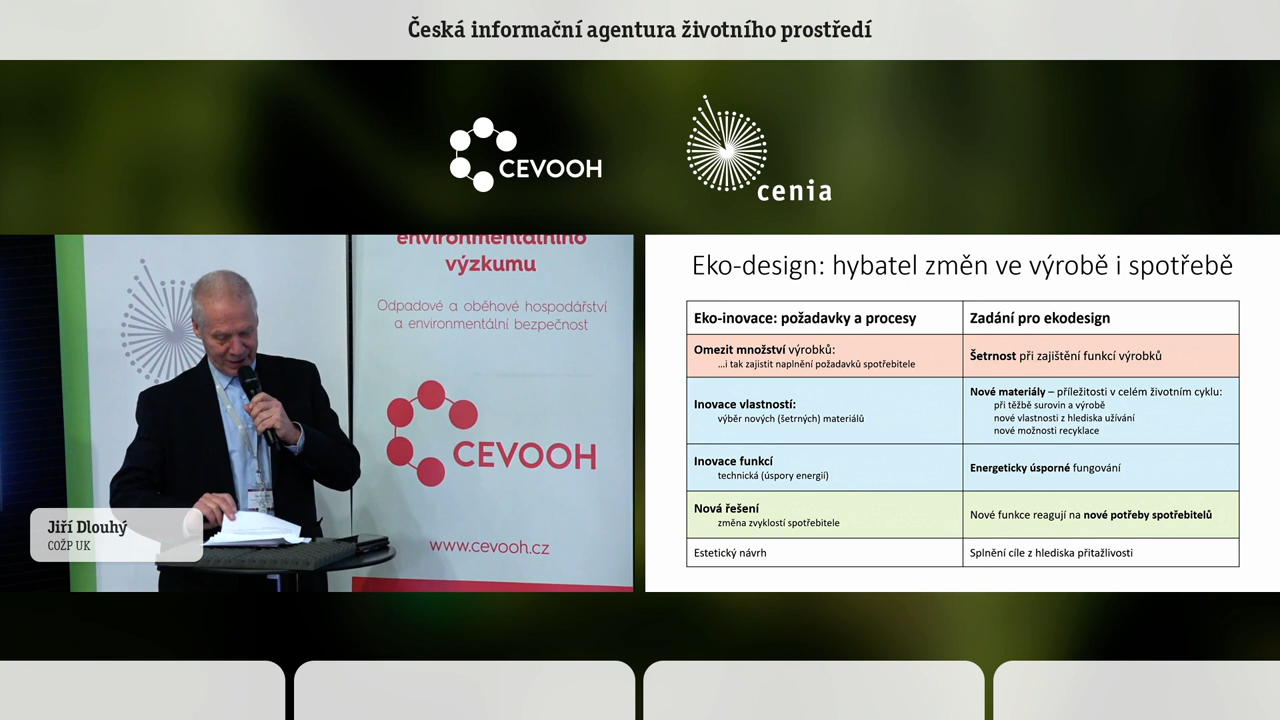 Česká informační agentura životního prostředí
CEVOOH
cenia
environmentálního
výzkumu
Odpadové a oběhové hospodářství
a environmentální bezpečnost
CEVOOH
www.cevooh.cz
Jiří Dlouhý
COŽP UK
Eko-design: hybatel změn ve výrobě i spotřebě
Eko-inovace: požadavky a procesy
Zadání pro ekodesign
Omezit množství výrobků:
...i tak zajistit naplnění požadavků spotřebitele
Šetrnost při zajištění funkcí výrobků
Inovace vlastností:
výběr nových (šetrných) materiálů
Nové materiály – příležitosti v celém životním cyklu:
při těžbě surovin a výrobě
nové vlastnosti z hlediska užívání
nové možnosti recyklace
Inovace funkcí
technická (úspory energií)
Energeticky úsporné fungování
Nová řešení
změna zvyklostí spotřebitele
Nové funkce reagují na nové potřeby spotřebitelů
Estetický návrh
Splnění cíle z hlediska přitažlivosti